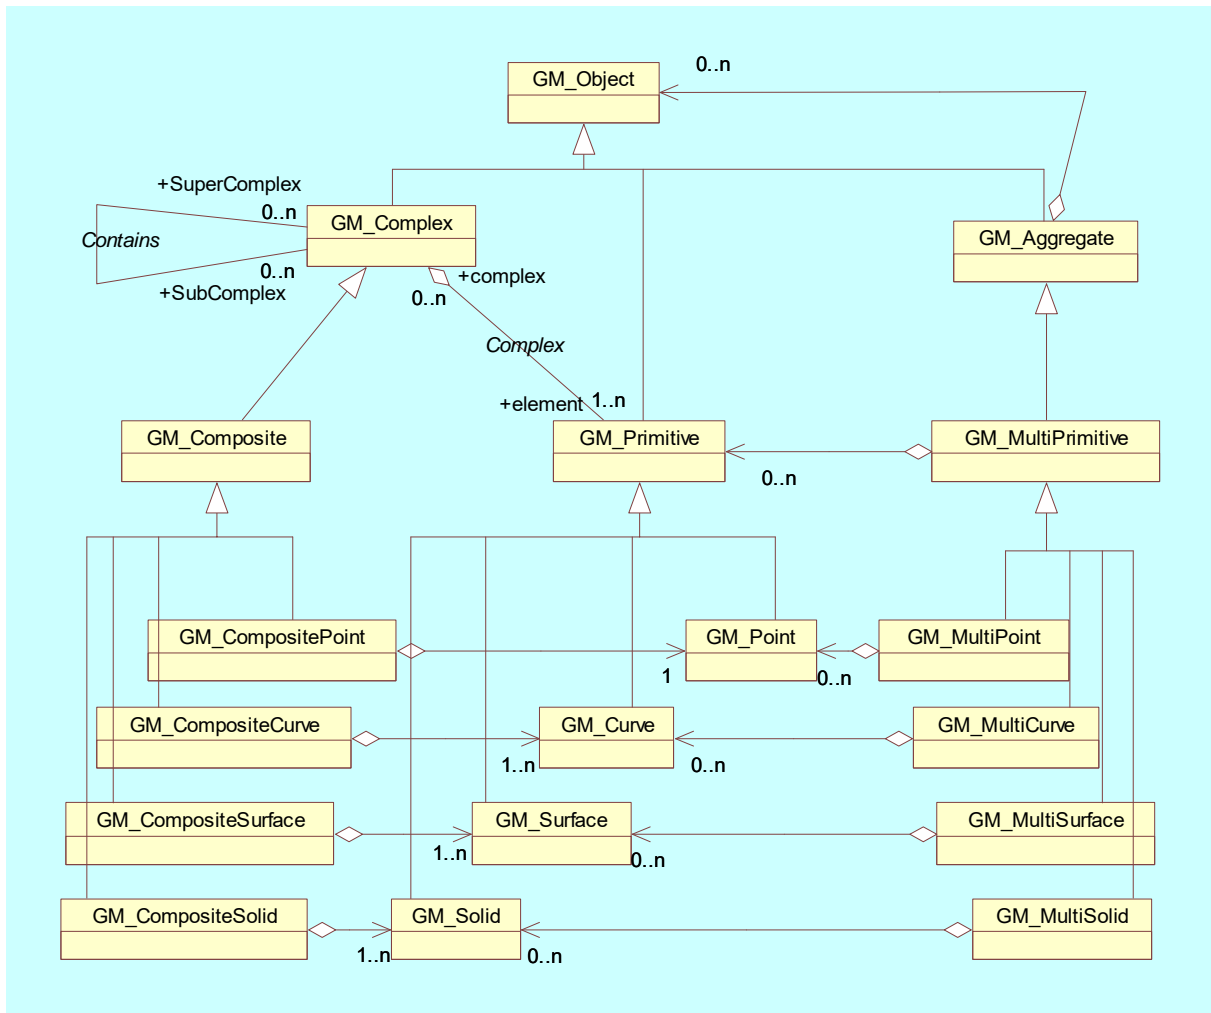 GM_Object
0..n
+SuperComplex
0..n
GM_Complex
Contains
GM_Aggregate
0..n
+SubComplex
+complex
0..n
Complex
+element
1..n
GM_Composite
GM_Primitive
GM_MultiPrimitive
0..n
GM_CompositePoint
GM_Point
GM_MultiPoint
1
0..n
GM_CompositeCurve
GM_Curve
GM_MultiCurve
1..n
0..n
GM_CompositeSurface
GM_Surface
GM_MultiSurface
1..n
0..n
GM_CompositeSolid
GM_Solid
GM_MultiSolid
1..n
0..n